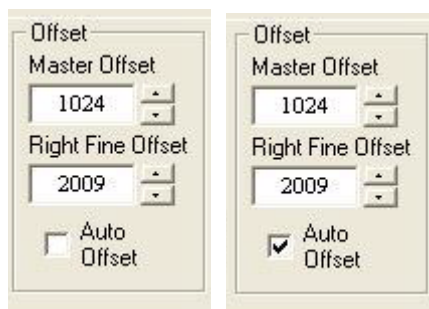 Offset
Master Offset
1024
Right Fine Offset
2009
Auto
Offset
Offset
Master Offset
1024
Right Fine Offset
2009
Auto
Offset